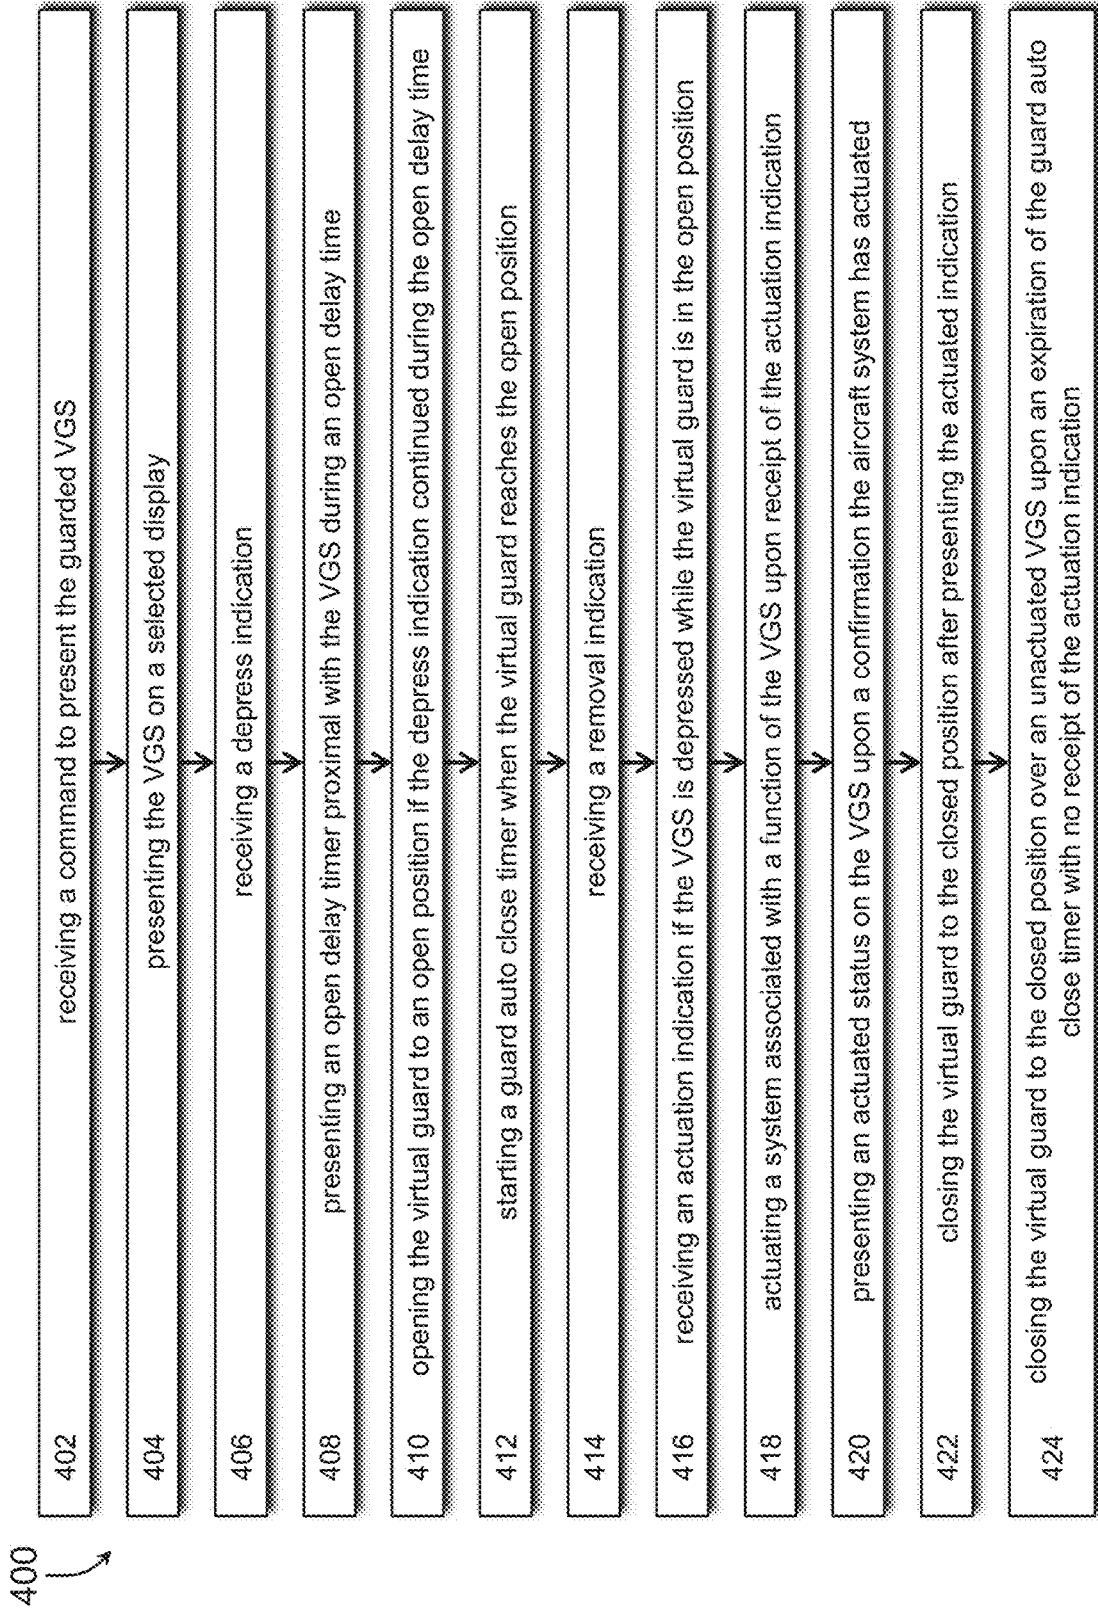 400
402 receiving a command to present the guarded VGS
404 presenting the VGS on a selected display
406 receiving a depress indication
408 presenting an open delay timer proximal with the VGS during an open delay time
410 opening the virtual guard to an open position if the depress indication continued during the open delay time
412 starting a guard auto close timer when the virtual guard reaches the open position
414 receiving a removal indication
416 receiving an actuation indication if the VGS is depressed while the virtual guard is in the open position
418 actuating a system associated with a function of the VGS upon receipt of the actuation indication
420 presenting an actuated status on the VGS upon a confirmation the aircraft system has actuated
422 closing the virtual guard to the closed position after presenting the actuated indication
424 closing the virtual guard to the closed position over an unactuated VGS upon an expiration of the guard auto
close timer with no receipt of the actuation indication